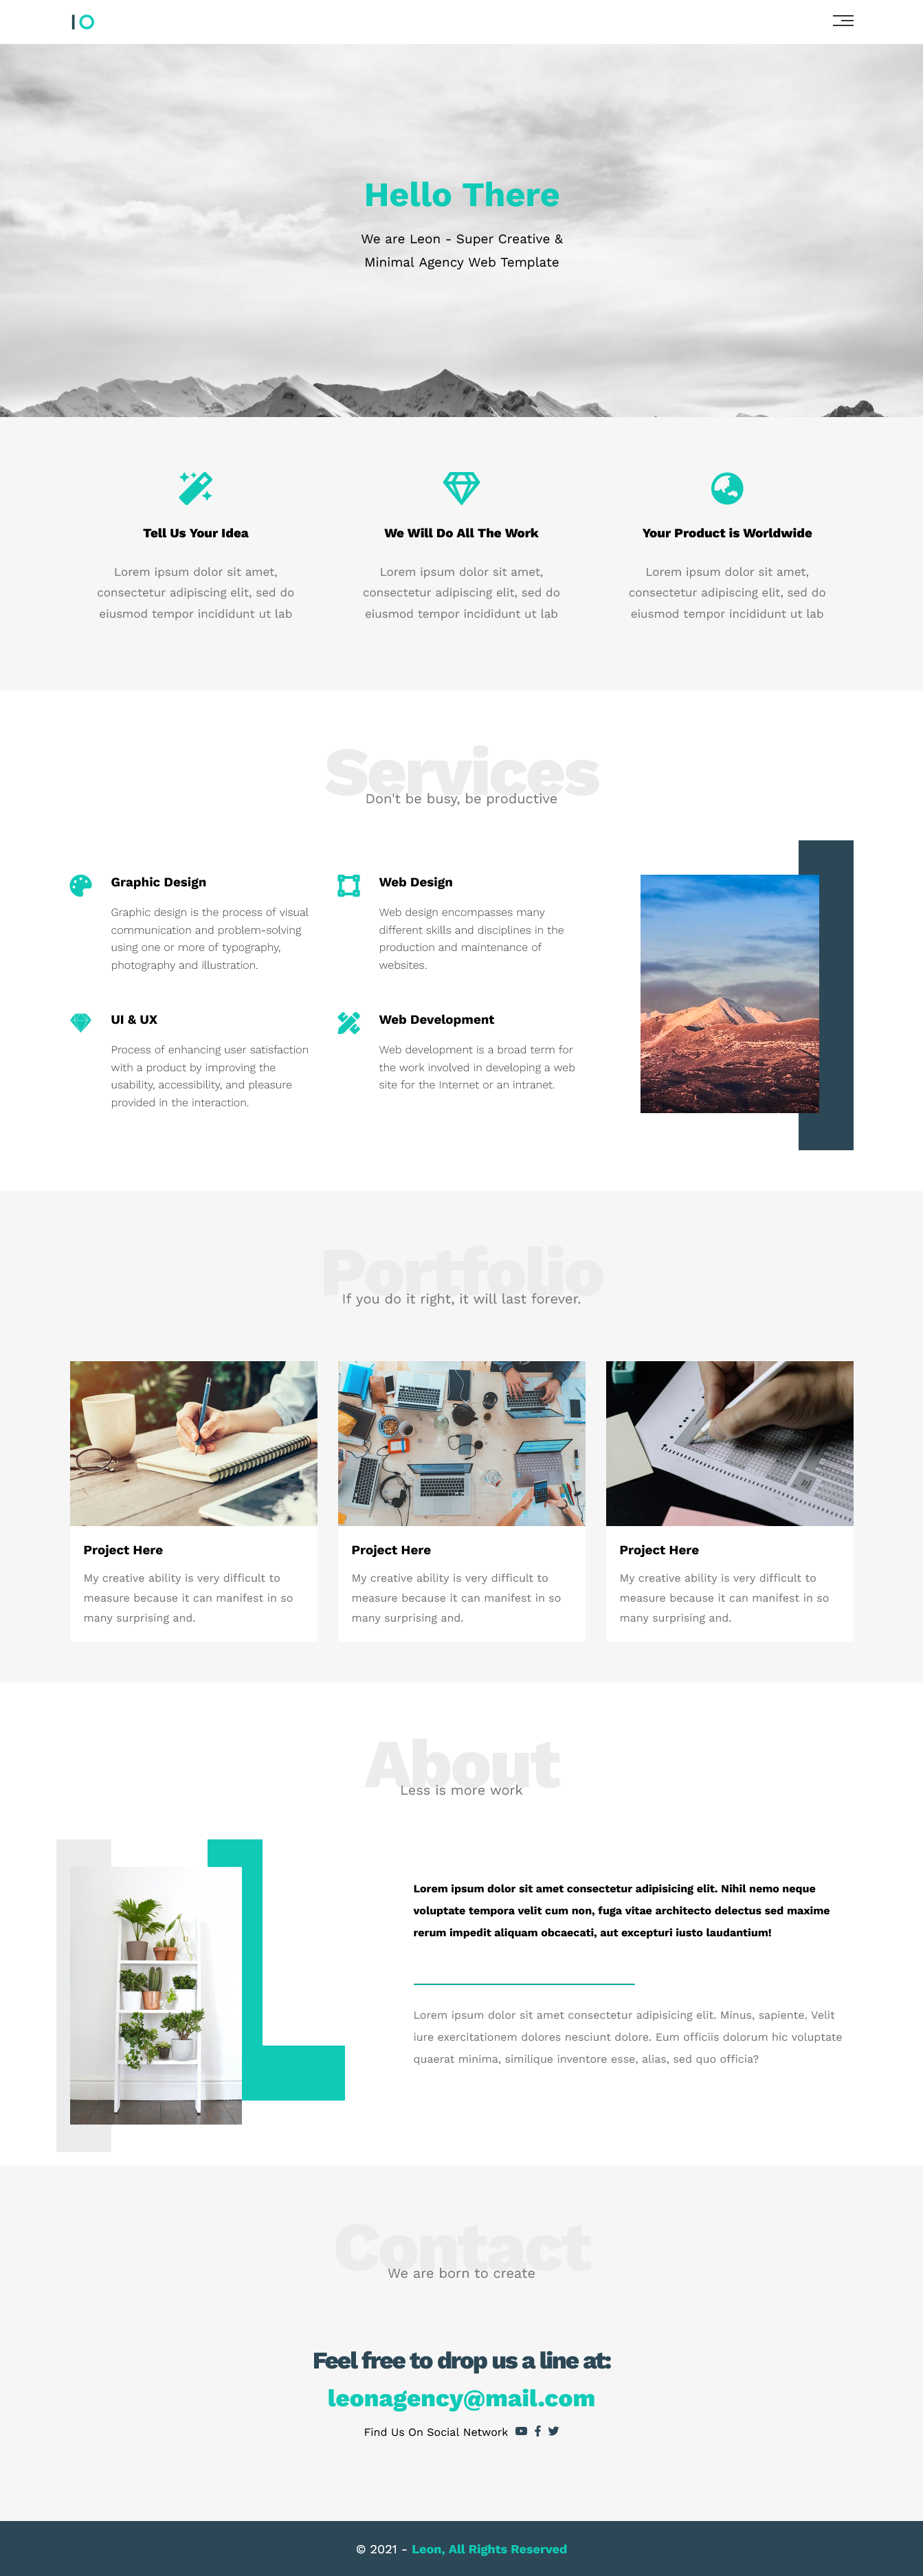 Hello There
We are Leon - Super Creative &
Minimal Agency Web Template
Tell Us Your Idea
Lorem ipsum dolor sit amet,
consectetur adipiscing elit, sed do
eiusmod tempor incididunt ut lab
We Will Do All The Work
Lorem ipsum dolor sit amet,
consectetur adipiscing elit, sed do
eiusmod tempor incididunt ut lab
Your Product is Worldwide
Lorem ipsum dolor sit amet,
consectetur adipiscing elit, sed do
eiusmod tempor incididunt ut lab
Services
Don't be busy, be productive
Graphic Design
Graphic design is the process of visual
communication and problem-solving
using one or more of typography,
photography and illustration.
Web Design
Web design encompasses many
different skills and disciplines in the
production and maintenance of
websites.
UI & UX
Process of enhancing user satisfaction
with a product by improving the
usability, accessibility, and pleasure
provided in the interaction.
Web Development
Web development is a broad term for
the work involved in developing a web
site for the Internet or an intranet.
Portfolio
If you do it right, it will last forever.
Project Here
My creative ability is very difficult to
measure because it can manifest in so
many surprising and.
Project Here
My creative ability is very difficult to
measure because it can manifest in so
many surprising and.
Project Here
My creative ability is very difficult to
measure because it can manifest in so
many surprising and.
About
Less is more work
Lorem ipsum dolor sit amet consectetur adipisicing elit. Nihil nemo neque
voluptate tempora velit cum non, fuga vitae architecto delectus sed maxime
rerum impedit aliquam obcaecati, aut excepturi iusto laudantium!
Lorem ipsum dolor sit amet consectetur adipisicing elit. Minus, sapiente. Velit
iure exercitationem dolores nesciunt dolore. Eum officiis dolorum hic voluptate
quaerat minima, similique inventore esse, alias, sed quo officia?
Contact
We are born to create
Feel free to drop us a line at:
leonagency@mail.com
Find Us On Social Network
© 2021 - Leon, All Rights Reserved